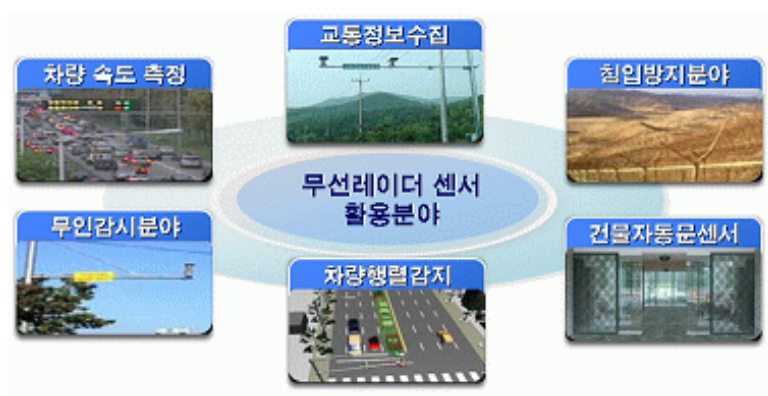 교통정보수집
차량 속도 측정
침입방지분야
무선레이더 센서
활용분야
무인감시분야
건물자동문센서
차량행렬감지